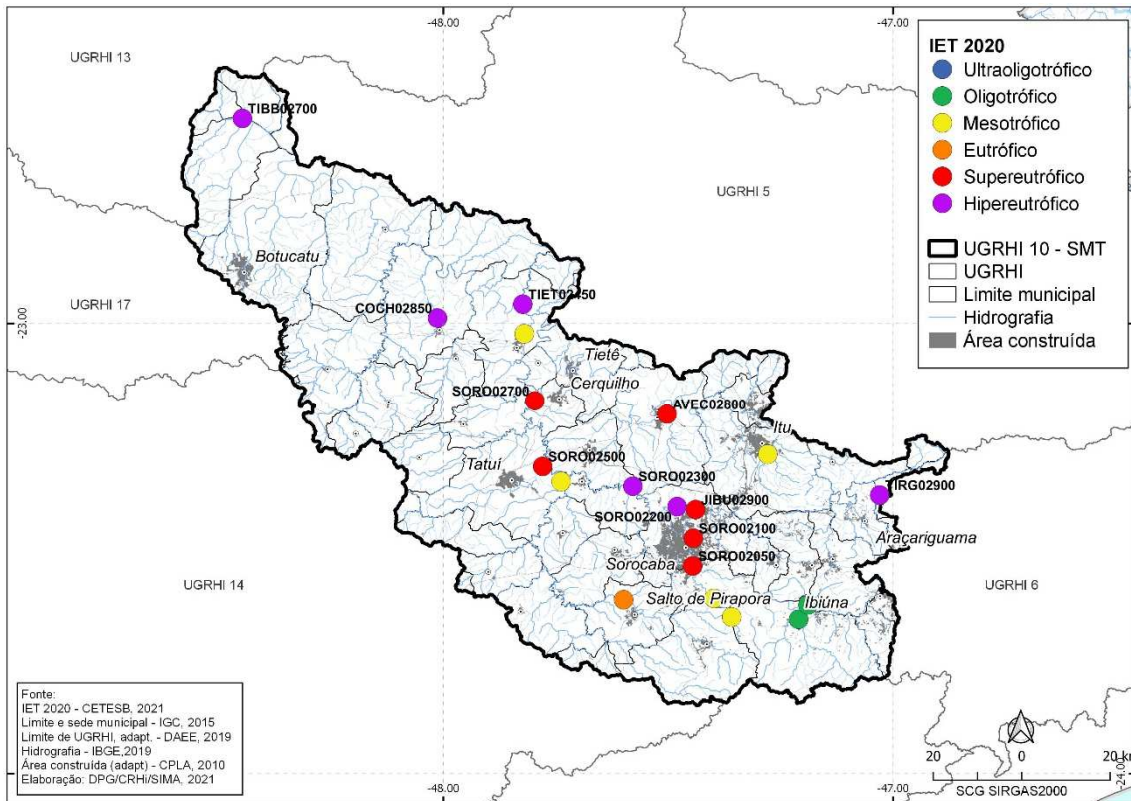 -48.00
-47.00
UGRHI 13
IET 2020
Ultraoligotrófico
Oligotrófico
Mesotrófico
Eutrófico
Supereutrófico
Hipereutrófico
UGRHI 10 - SMT
UGRHI
Limite municipal
Hidrografia
Área construída
TIBB02700
UGRHI 5
Botucatu
UGRHI 17
COCH02850
TIET02450
-23.00
Tietê
Cerquilho
SORO02700
AVEC02800
Itu
Tatuí
SORO02500
SORO02300
TIRG02900
SORO02200
JIBU02900
SORO02100
Araçariguama
Sorocaba
SORO02050
UGRHI 14
UGRHI 6
Salto de Pirapora
Ibiúna
Fonte:
IET 2020 - CETESB, 2021
Limite e sede municipal - IGC, 2015
Limite de UGRHI, adapt. - DAEE, 2019
Hidrografia - IBGE,2019
Área construída (adapt) - CPLA, 2010
Elaboração: DPG/CRHi/SIMA, 2021
20 0 20 km
SCG SIRGAS2000
-24.00
-48.00
-47.00